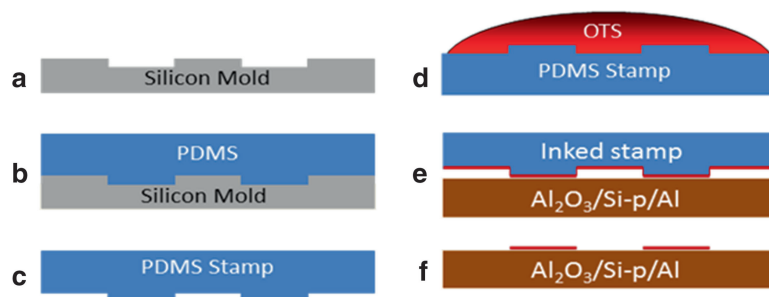 a
Silicon Mold
b
PDMS
Silicon Mold
c
PDMS Stamp
d
OTS
PDMS Stamp
e
Inked stamp
Al₂O₃/Si-p/Al
f
Al₂O₃/Si-p/Al